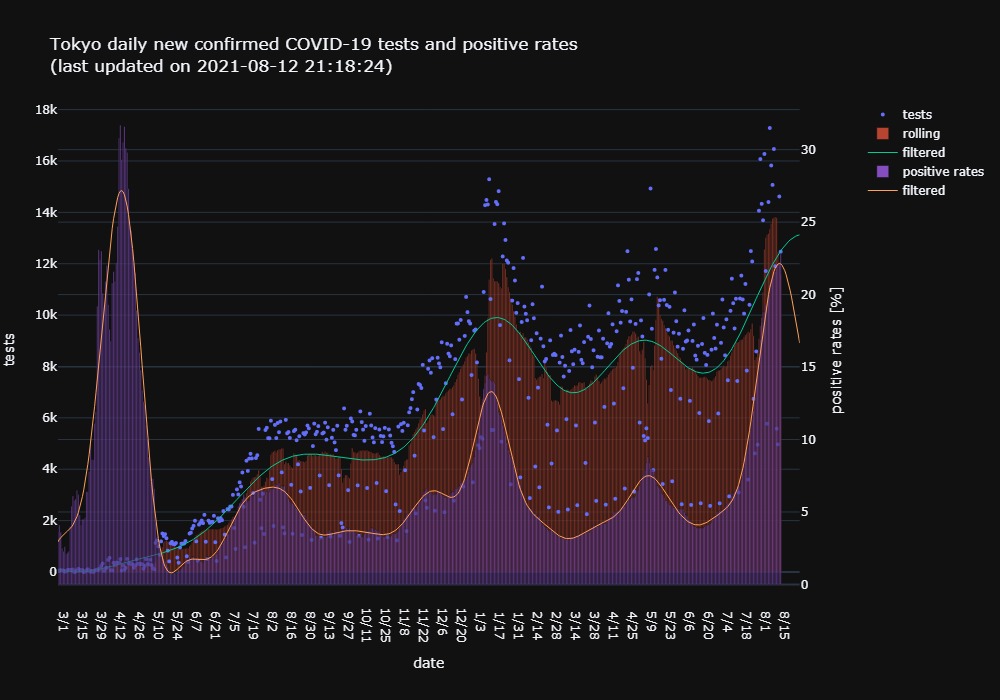 Tokyo daily new confirmed COVID-19 tests and positive rates
(last updated on 2021-08-12 21:18:24)
18k
16k
14k
12k
10k
8k
6k
4k
2k
0
tests
30
25
20
15
10
5
0
positive rates [%]
tests
rolling
filtered
positive rates
filtered
3/1
3/15
3/29
4/12
4/26
5/10
5/24
6/7
6/21
7/5
7/19
8/2
8/16
8/30
9/13
9/27
10/11
10/25
11/8
11/22
12/6
12/20
1/3
1/17
1/31
2/14
2/28
3/14
3/28
4/11
4/25
5/9
5/23
6/6
6/20
7/4
7/18
8/1
8/15
date